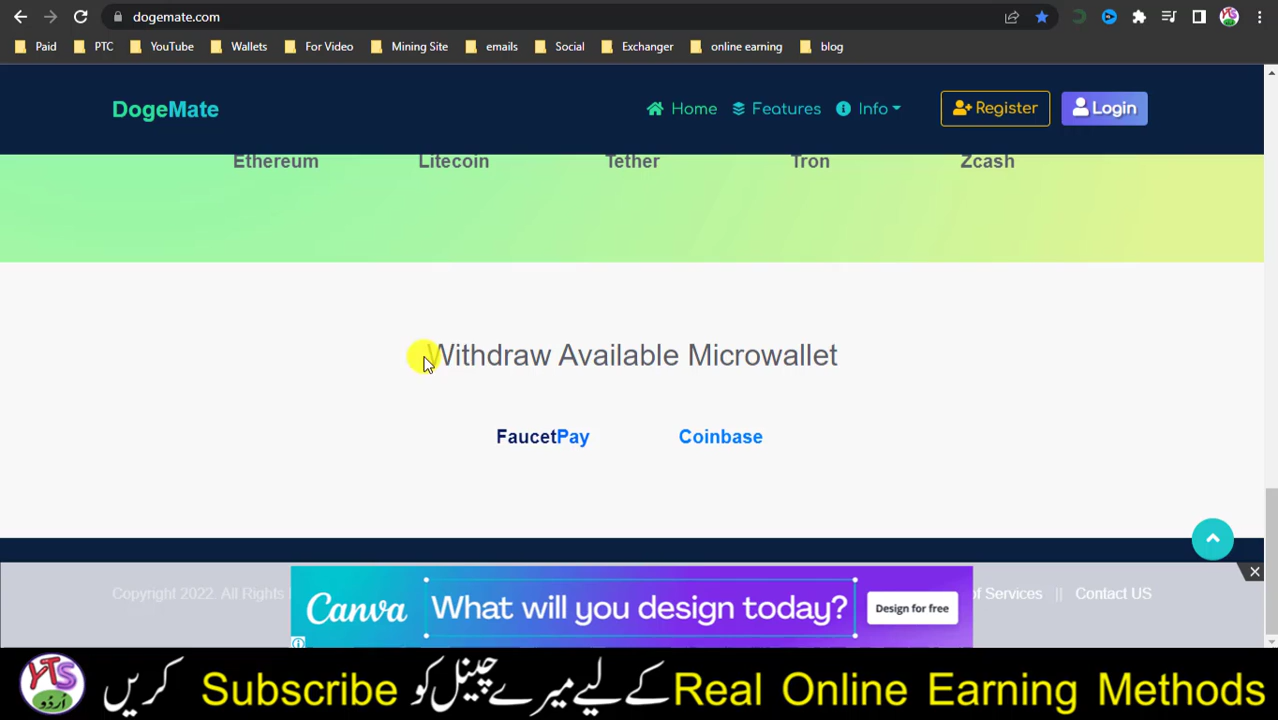 dogemate.com
Paid PTC YouTube Wallets For Video Mining Site emails Social Exchanger online earning blog
DogeMate Home Features Info Register Login
Ethereum Litecoin Tether Tron Zcash
Withdraw Available Microwallet
FaucetPay Coinbase
Copyright 2022. All Rights of Services || Contact US
Canva What will you design today? Design for free
YTS اردو Real Online Earning Methods کے لیے میرے چینل کو Subscribe کریں